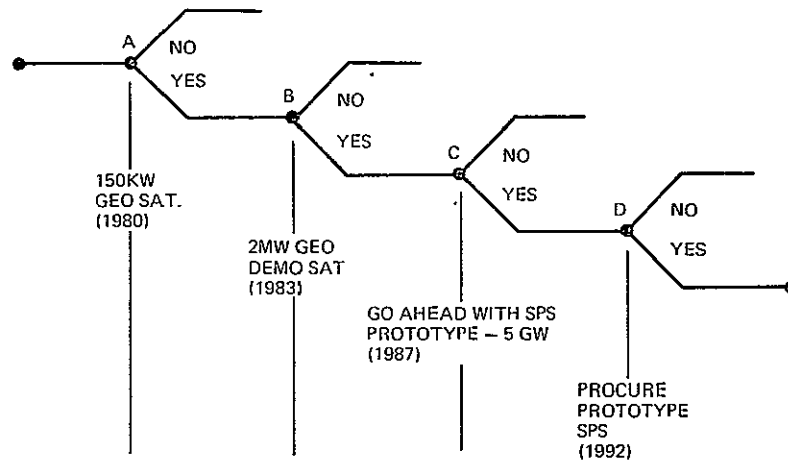 A
NO
YES
150KW
GEO SAT.
(1980)
B
NO
YES
2MW GEO
DEMO SAT
(1983)
C
NO
YES
GO AHEAD WITH SPS
PROTOTYPE – 5 GW
(1987)
D
NO
YES
PROCURE
PROTOTYPE
SPS
(1992)